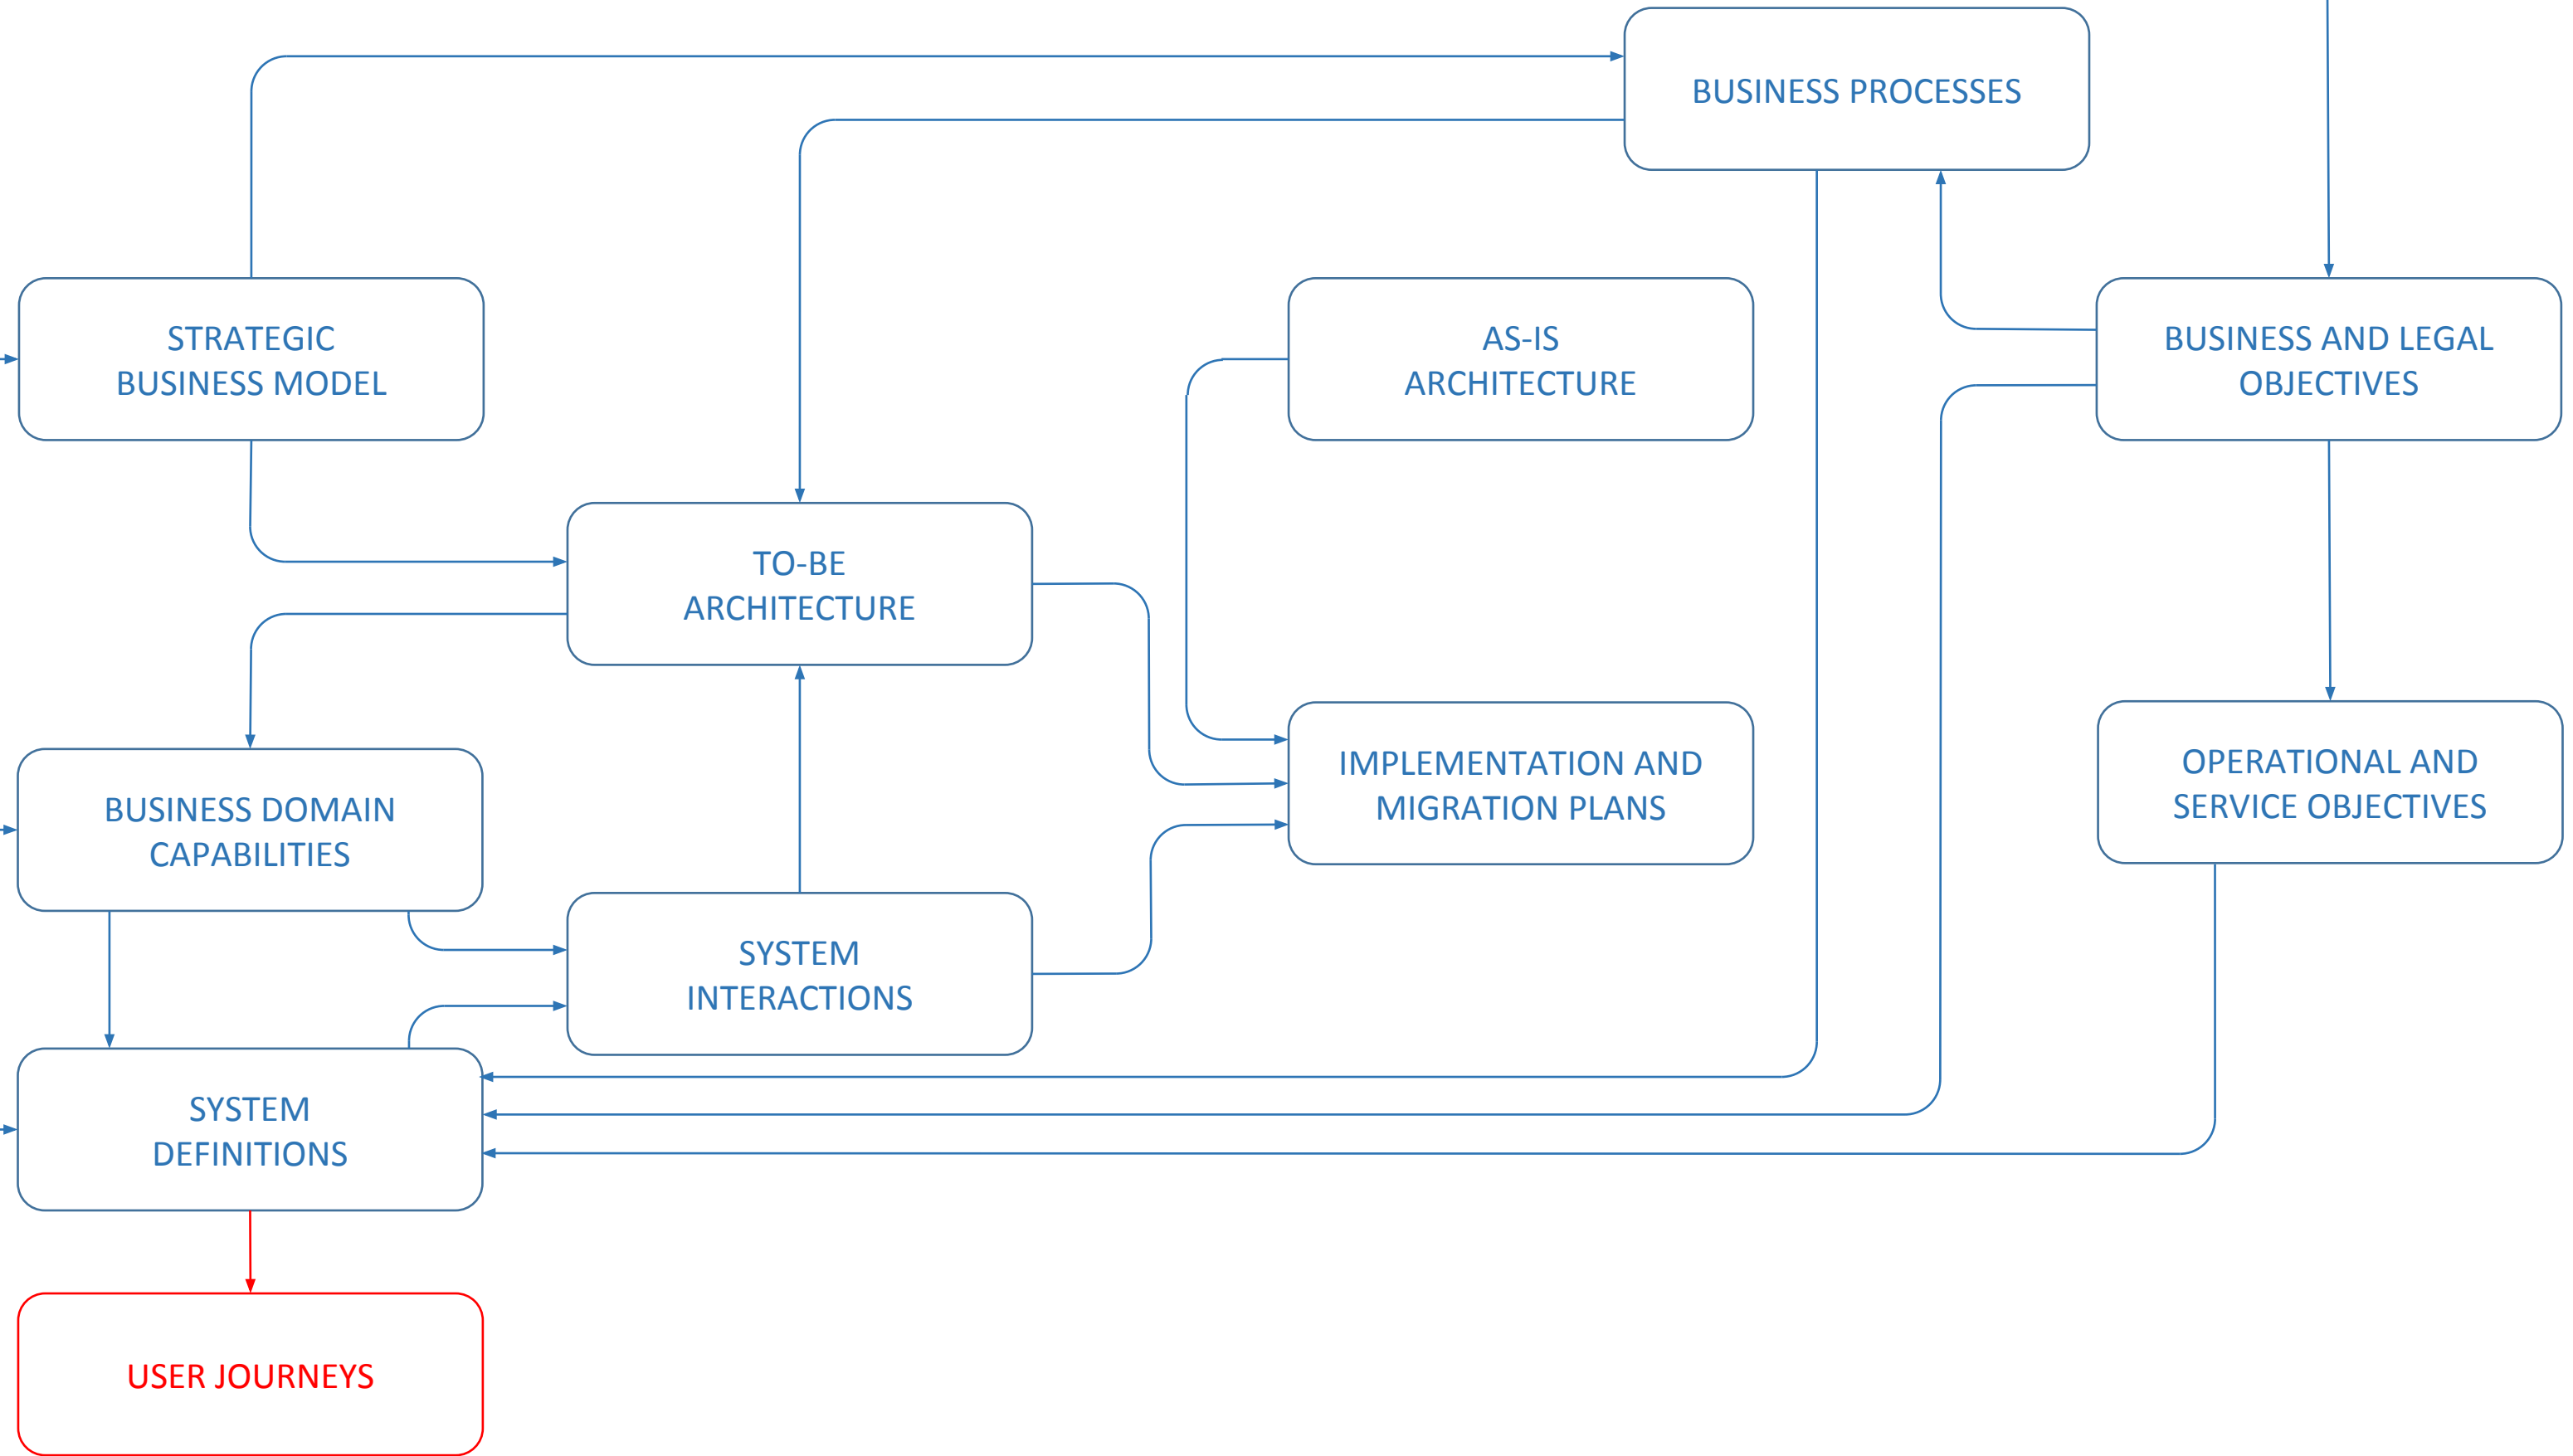 BUSINESS PROCESSES
STRATEGIC
BUSINESS MODEL
AS-IS
ARCHITECTURE
BUSINESS AND LEGAL
OBJECTIVES
TO-BE
ARCHITECTURE
BUSINESS DOMAIN
CAPABILITIES
IMPLEMENTATION AND
MIGRATION PLANS
OPERATIONAL AND
SERVICE OBJECTIVES
SYSTEM
INTERACTIONS
SYSTEM
DEFINITIONS
USER JOURNEYS